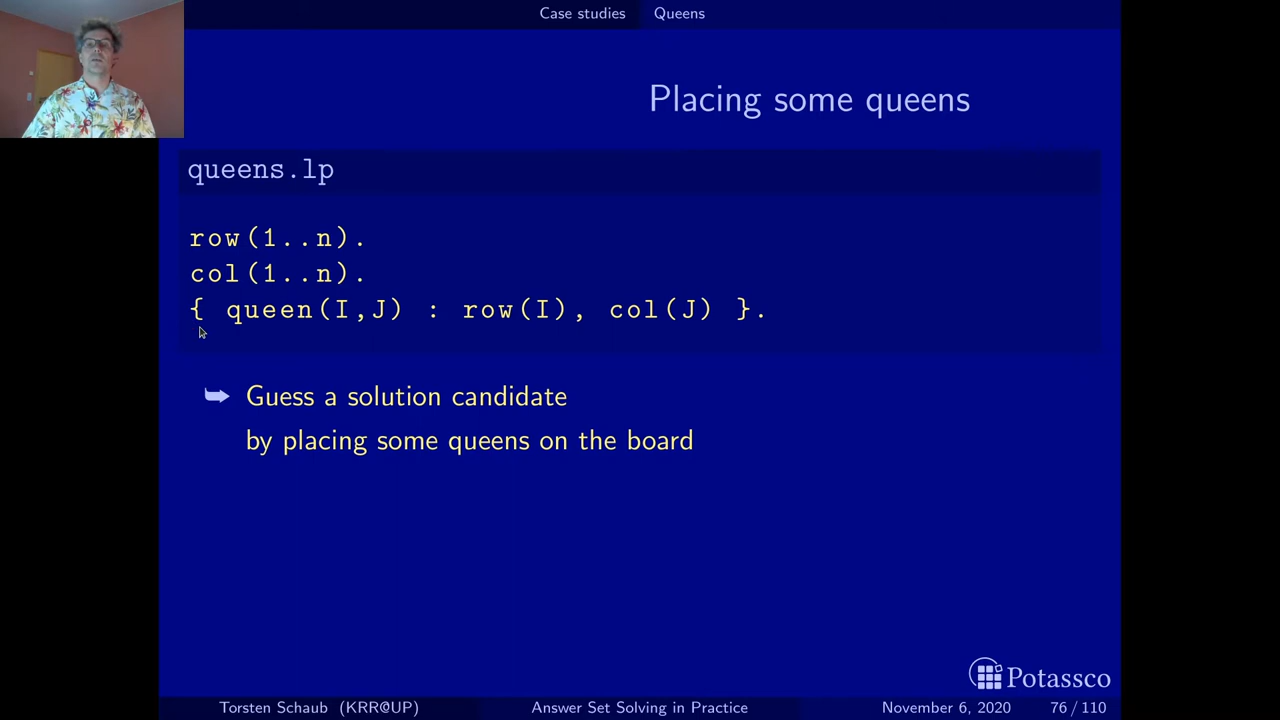 Case studies Queens
Placing some queens
queens.lp
row(1..n).
col(1..n).
{ queen(I,J) : row(I), col(J) }.
➥ Guess a solution candidate
by placing some queens on the board
Potassco
Torsten Schaub (KRR@UP) Answer Set Solving in Practice November 6, 2020 76 / 110